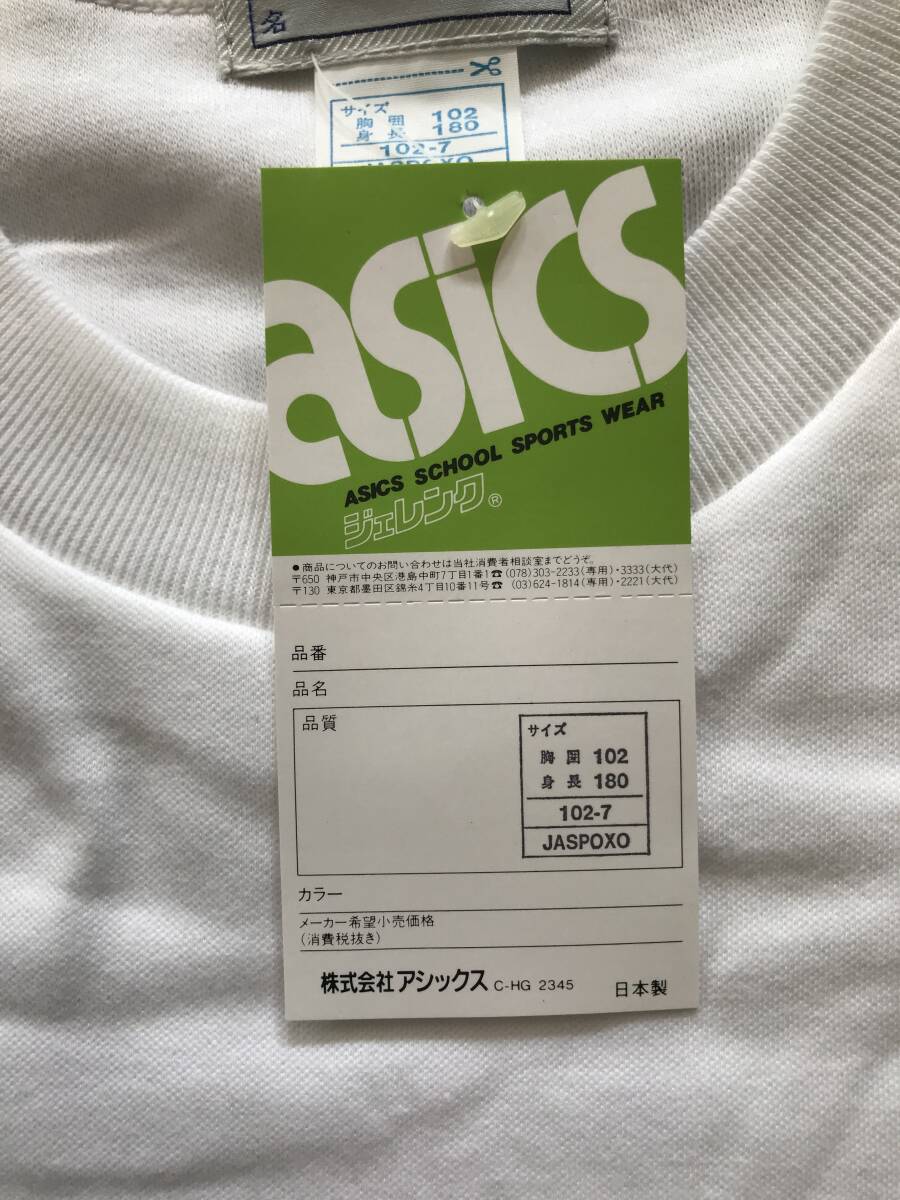 名
サイズ
胸囲 102
身長 180
102-7
JASPOXO
asics
ASICS SCHOOL SPORTS WEAR
ジェレンク®
●商品についてのお問い合わせは当社消費者相談室までどうぞ。
〒650 神戸市中央区港島中町7丁目1番1☎(078)303-2233(専用)・3333(大代)
〒130 東京都墨田区錦糸4丁目10番11号☎(03)624-1814(専用)・2221(大代)
品番
品名
品質
サイズ
胸囲 102
身長 180
102-7
JASPOXO
カラー
メーカー希望小売価格
(消費税抜き)
株式会社アシックス C-HG 2345 日本製